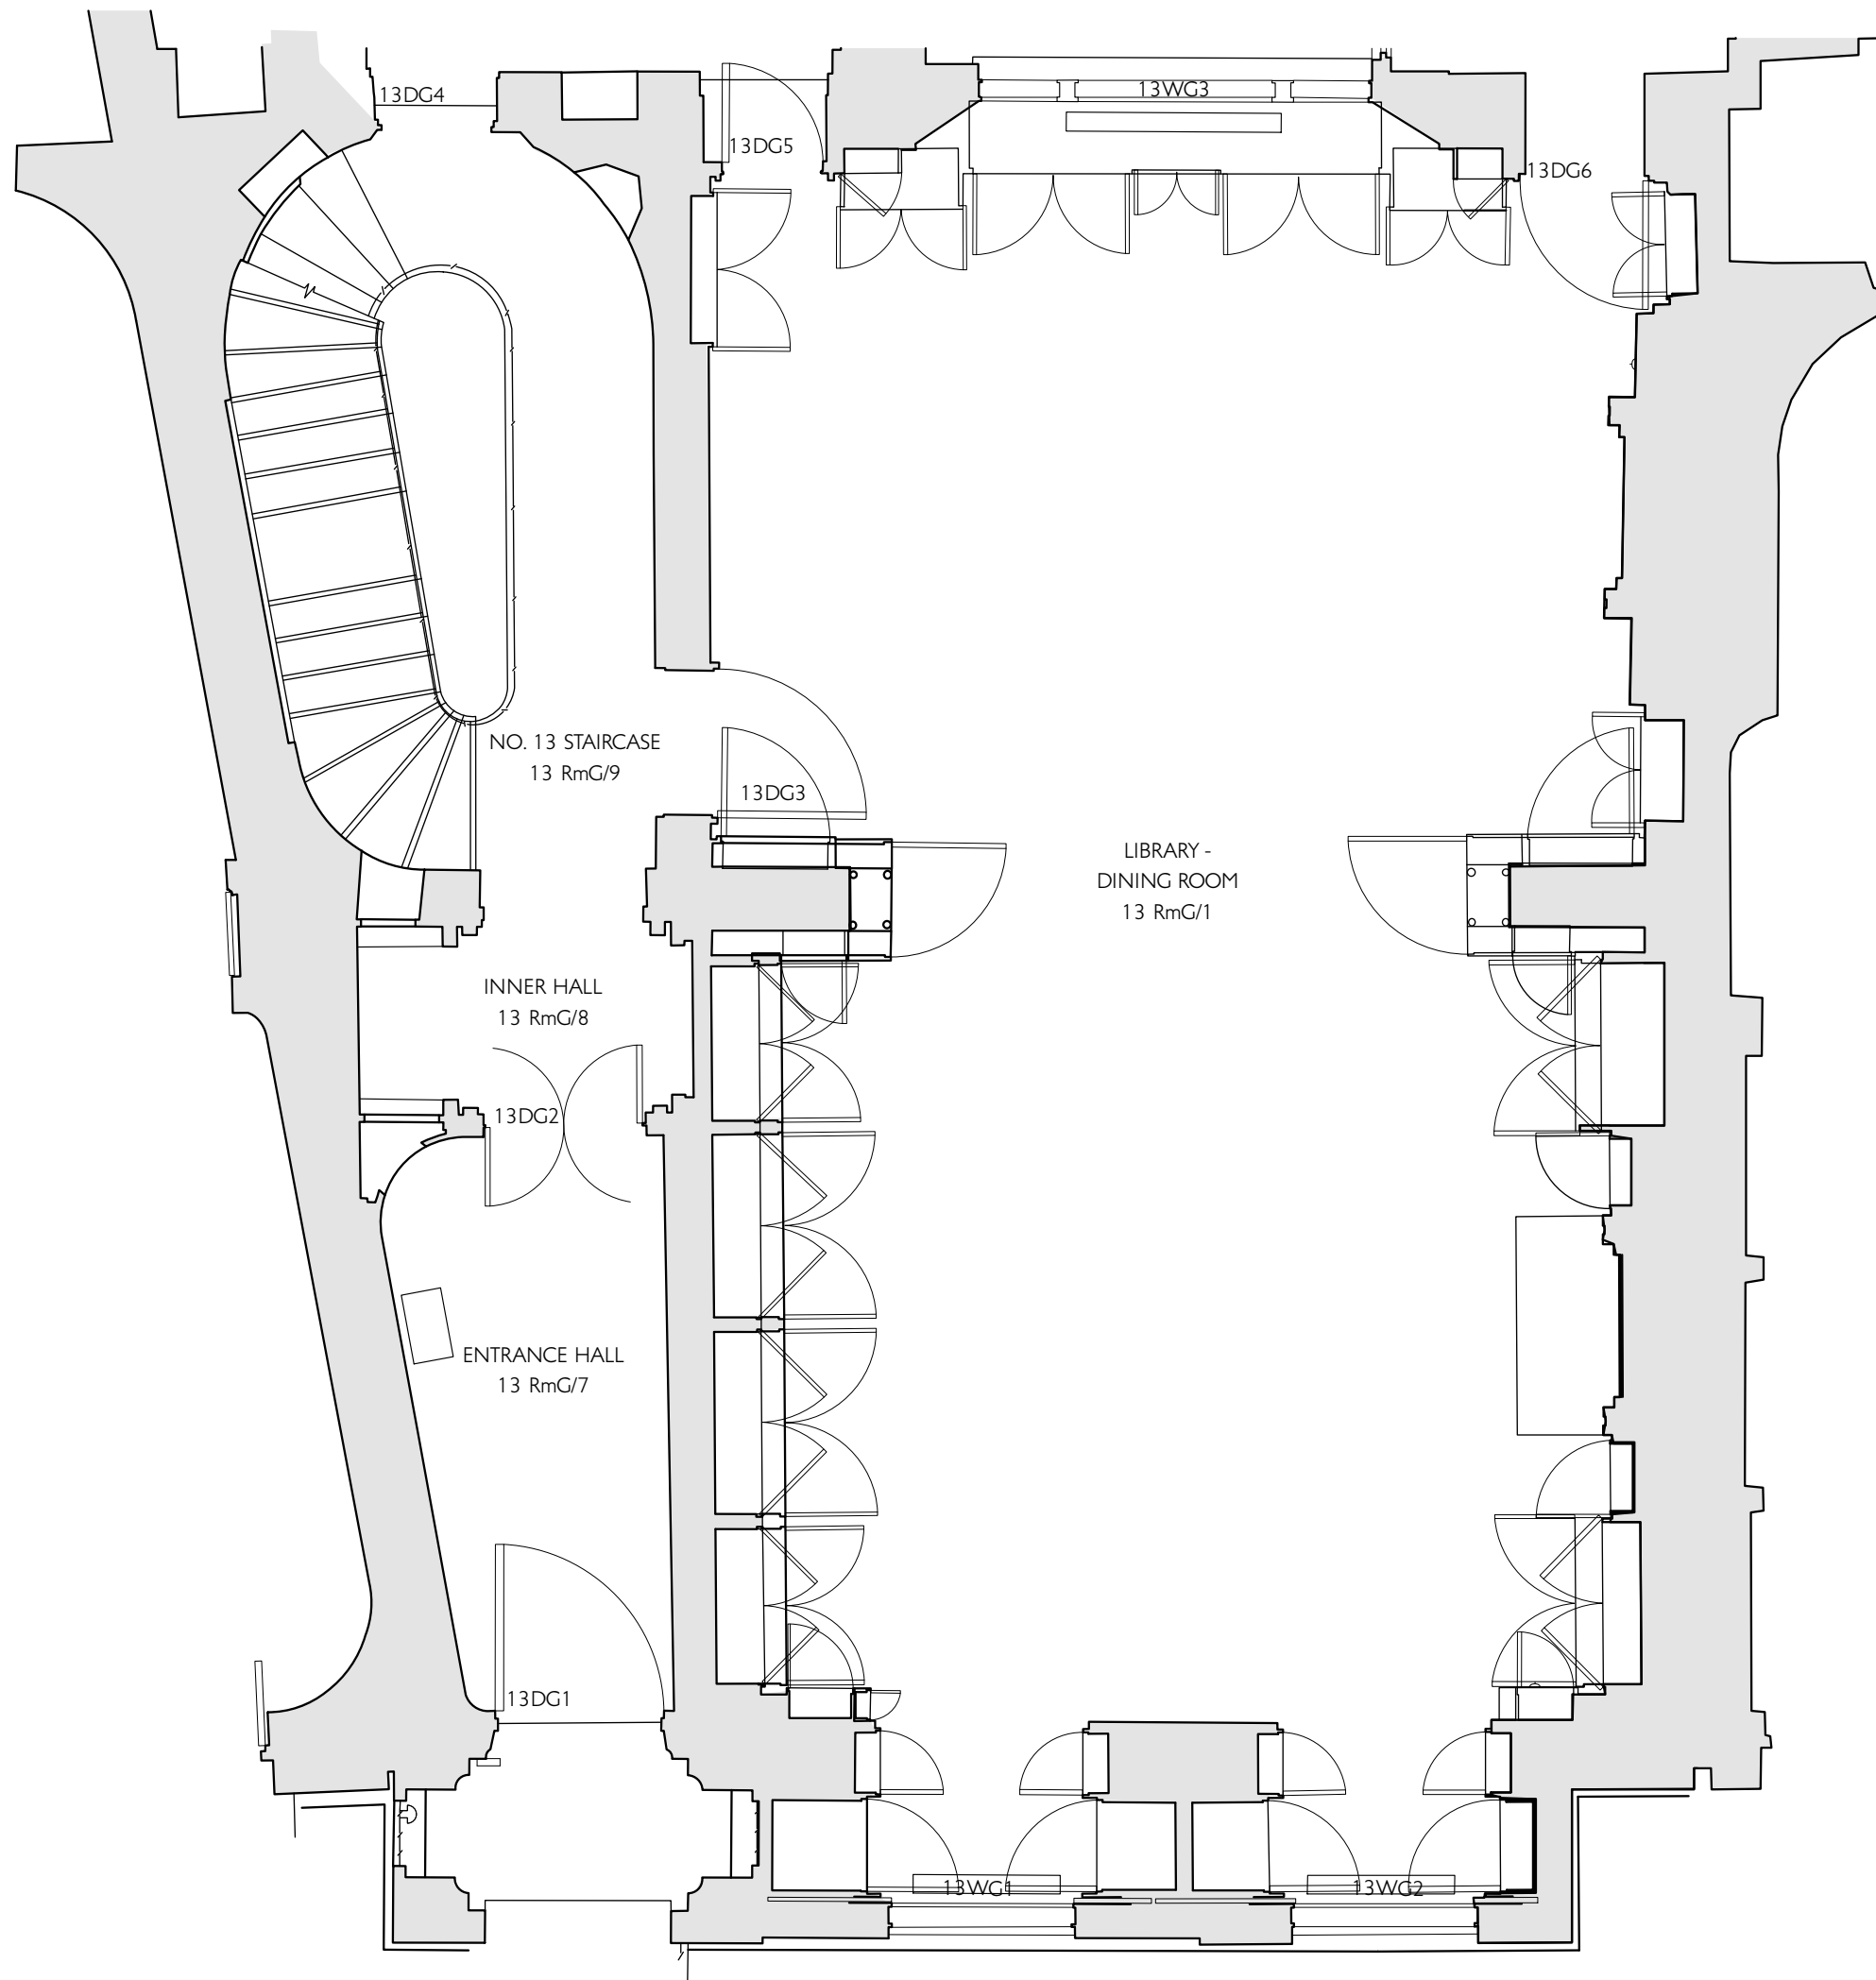 13DG4
13WG3
13DG5
13DG6
NO. 13 STAIRCASE
13 RmG/9
13DG3
LIBRARY -
DINING ROOM
13 RmG/1
INNER HALL
13 RmG/8
13DG2
ENTRANCE HALL
13 RmG/7
13DG1
13WG1
13WG2